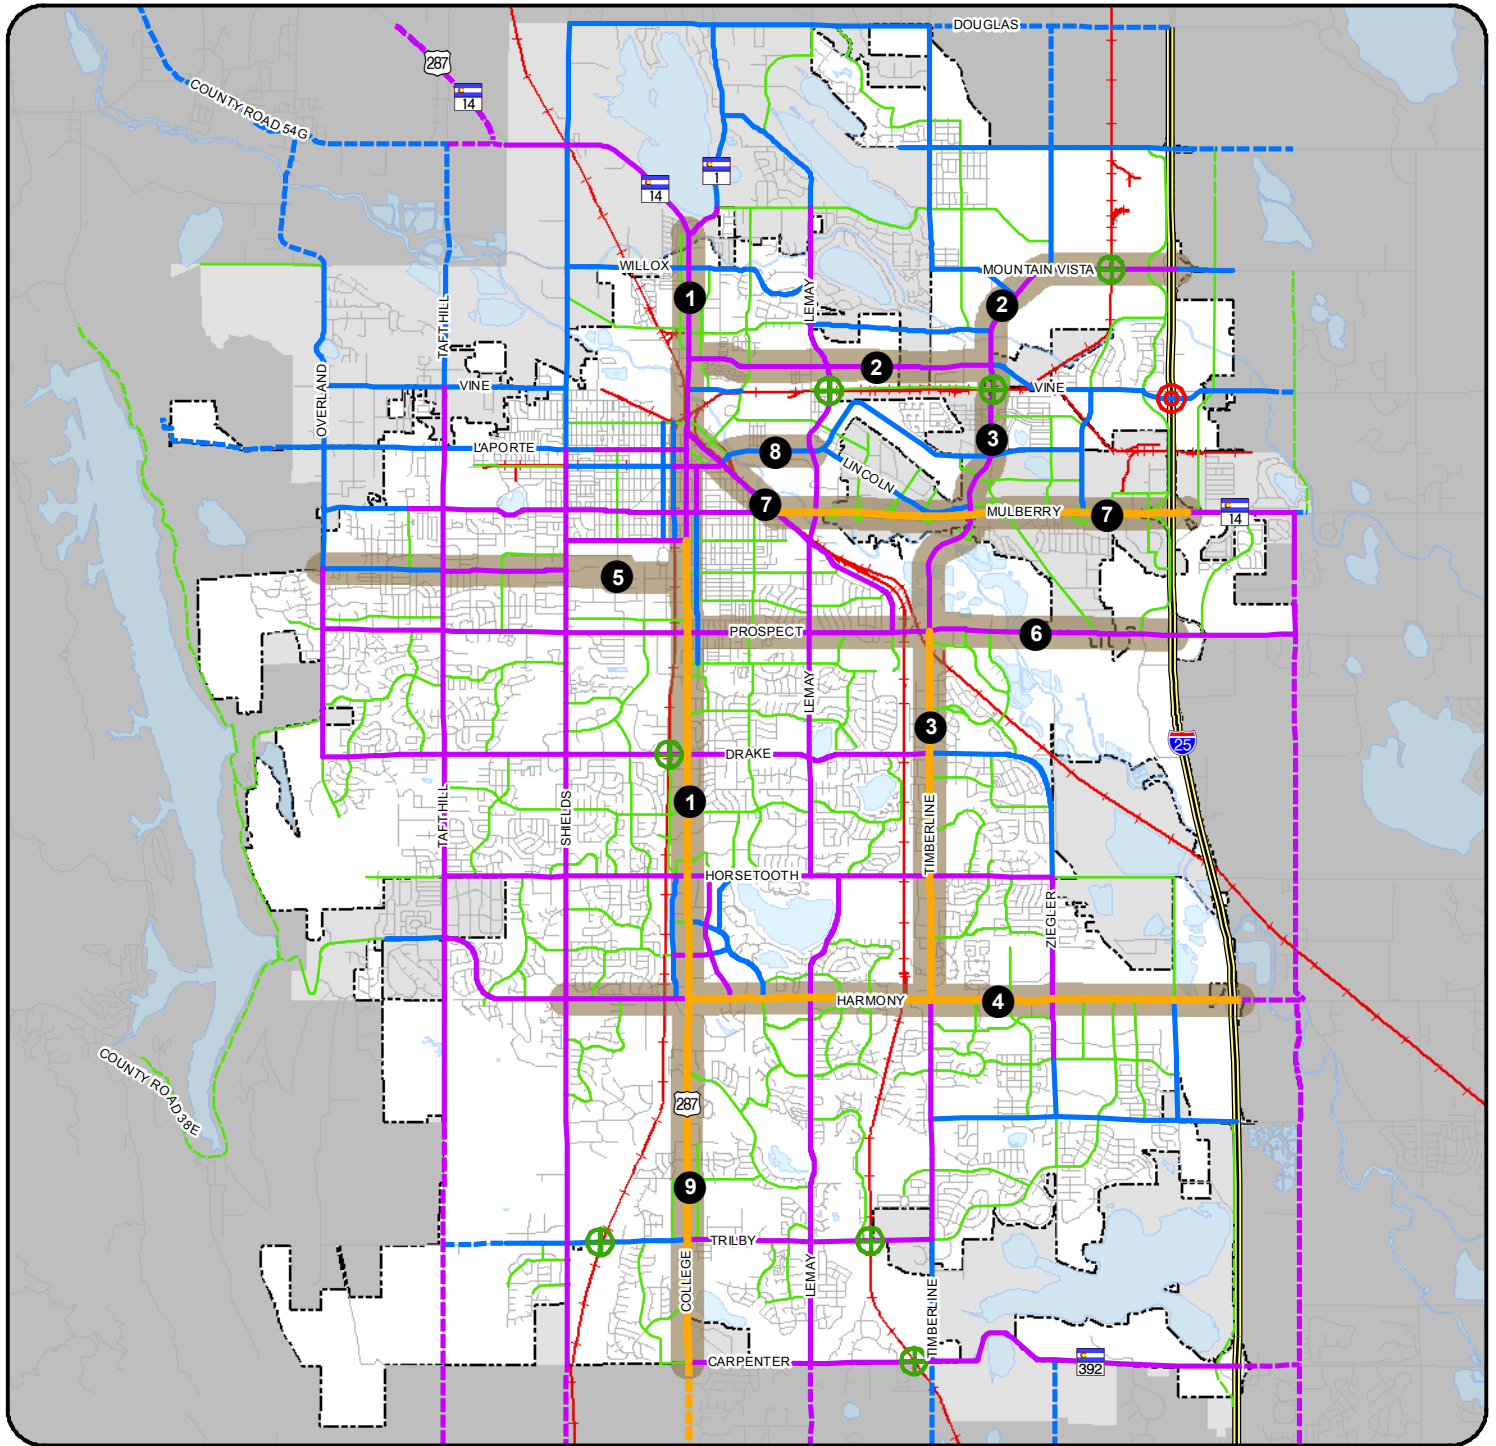 DOUGLAS
287
14
COUNTY ROAD 54G
1
14
WILLOX
MOUNTAIN VISTA
1
2
LEMAY
TAFT HILL
2
VINE
VINE
OVERLAND
3
LAPORTE
8
LINCOLN
7
MULBERRY
7
14
5
PROSPECT
6
LEMAY
3
25
DRAKE
1
TAFT HILL
SHIELDS
TIMBERLINE
HORSETOOTH
ZIEGLER
HARMONY
4
COUNTY ROAD 38E
287
9
TRILBY
COLLEGE
LEMAY
TIMBERLINE
CARPENTER
392